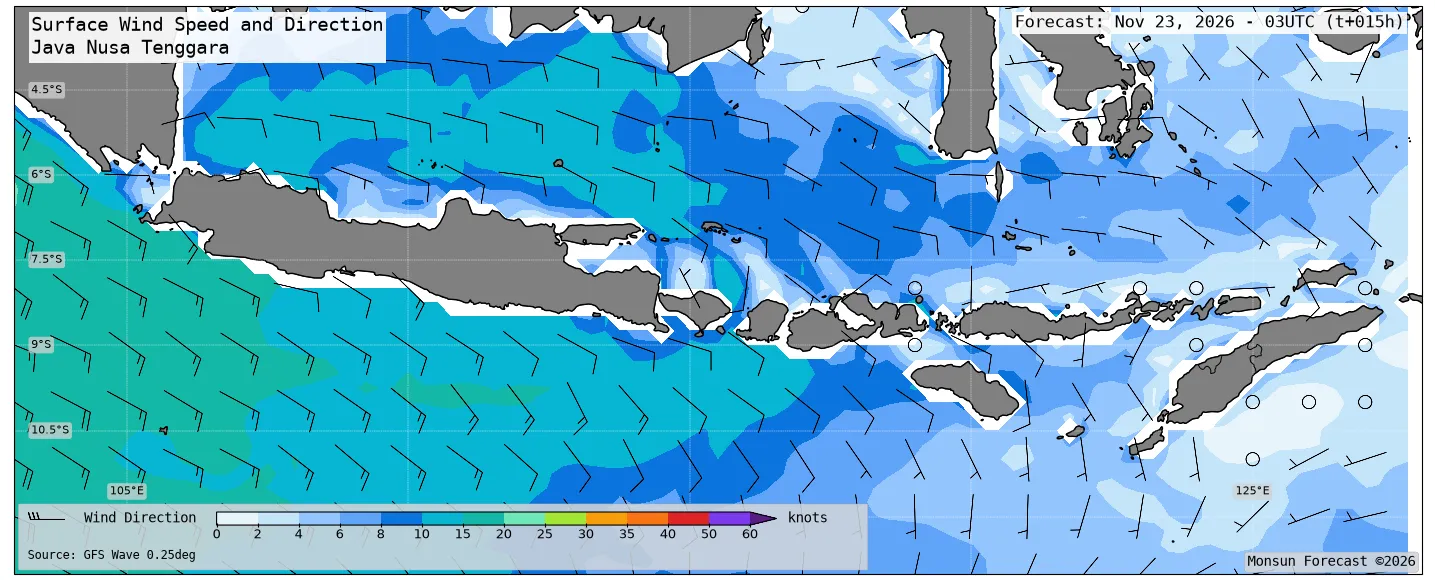 Surface Wind Speed and Direction
Java Nusa Tenggara
Forecast: Nov 23, 2026 - 03UTC (t+015h)
4.5°S
6°S
7.5°S
9°S
10.5°S
105°E
125°E
Wind Direction
0 2 4 6 8 10 15 20 25 30 35 40 50 60
knots
Source: GFS Wave 0.25deg
Monsun Forecast ©2026